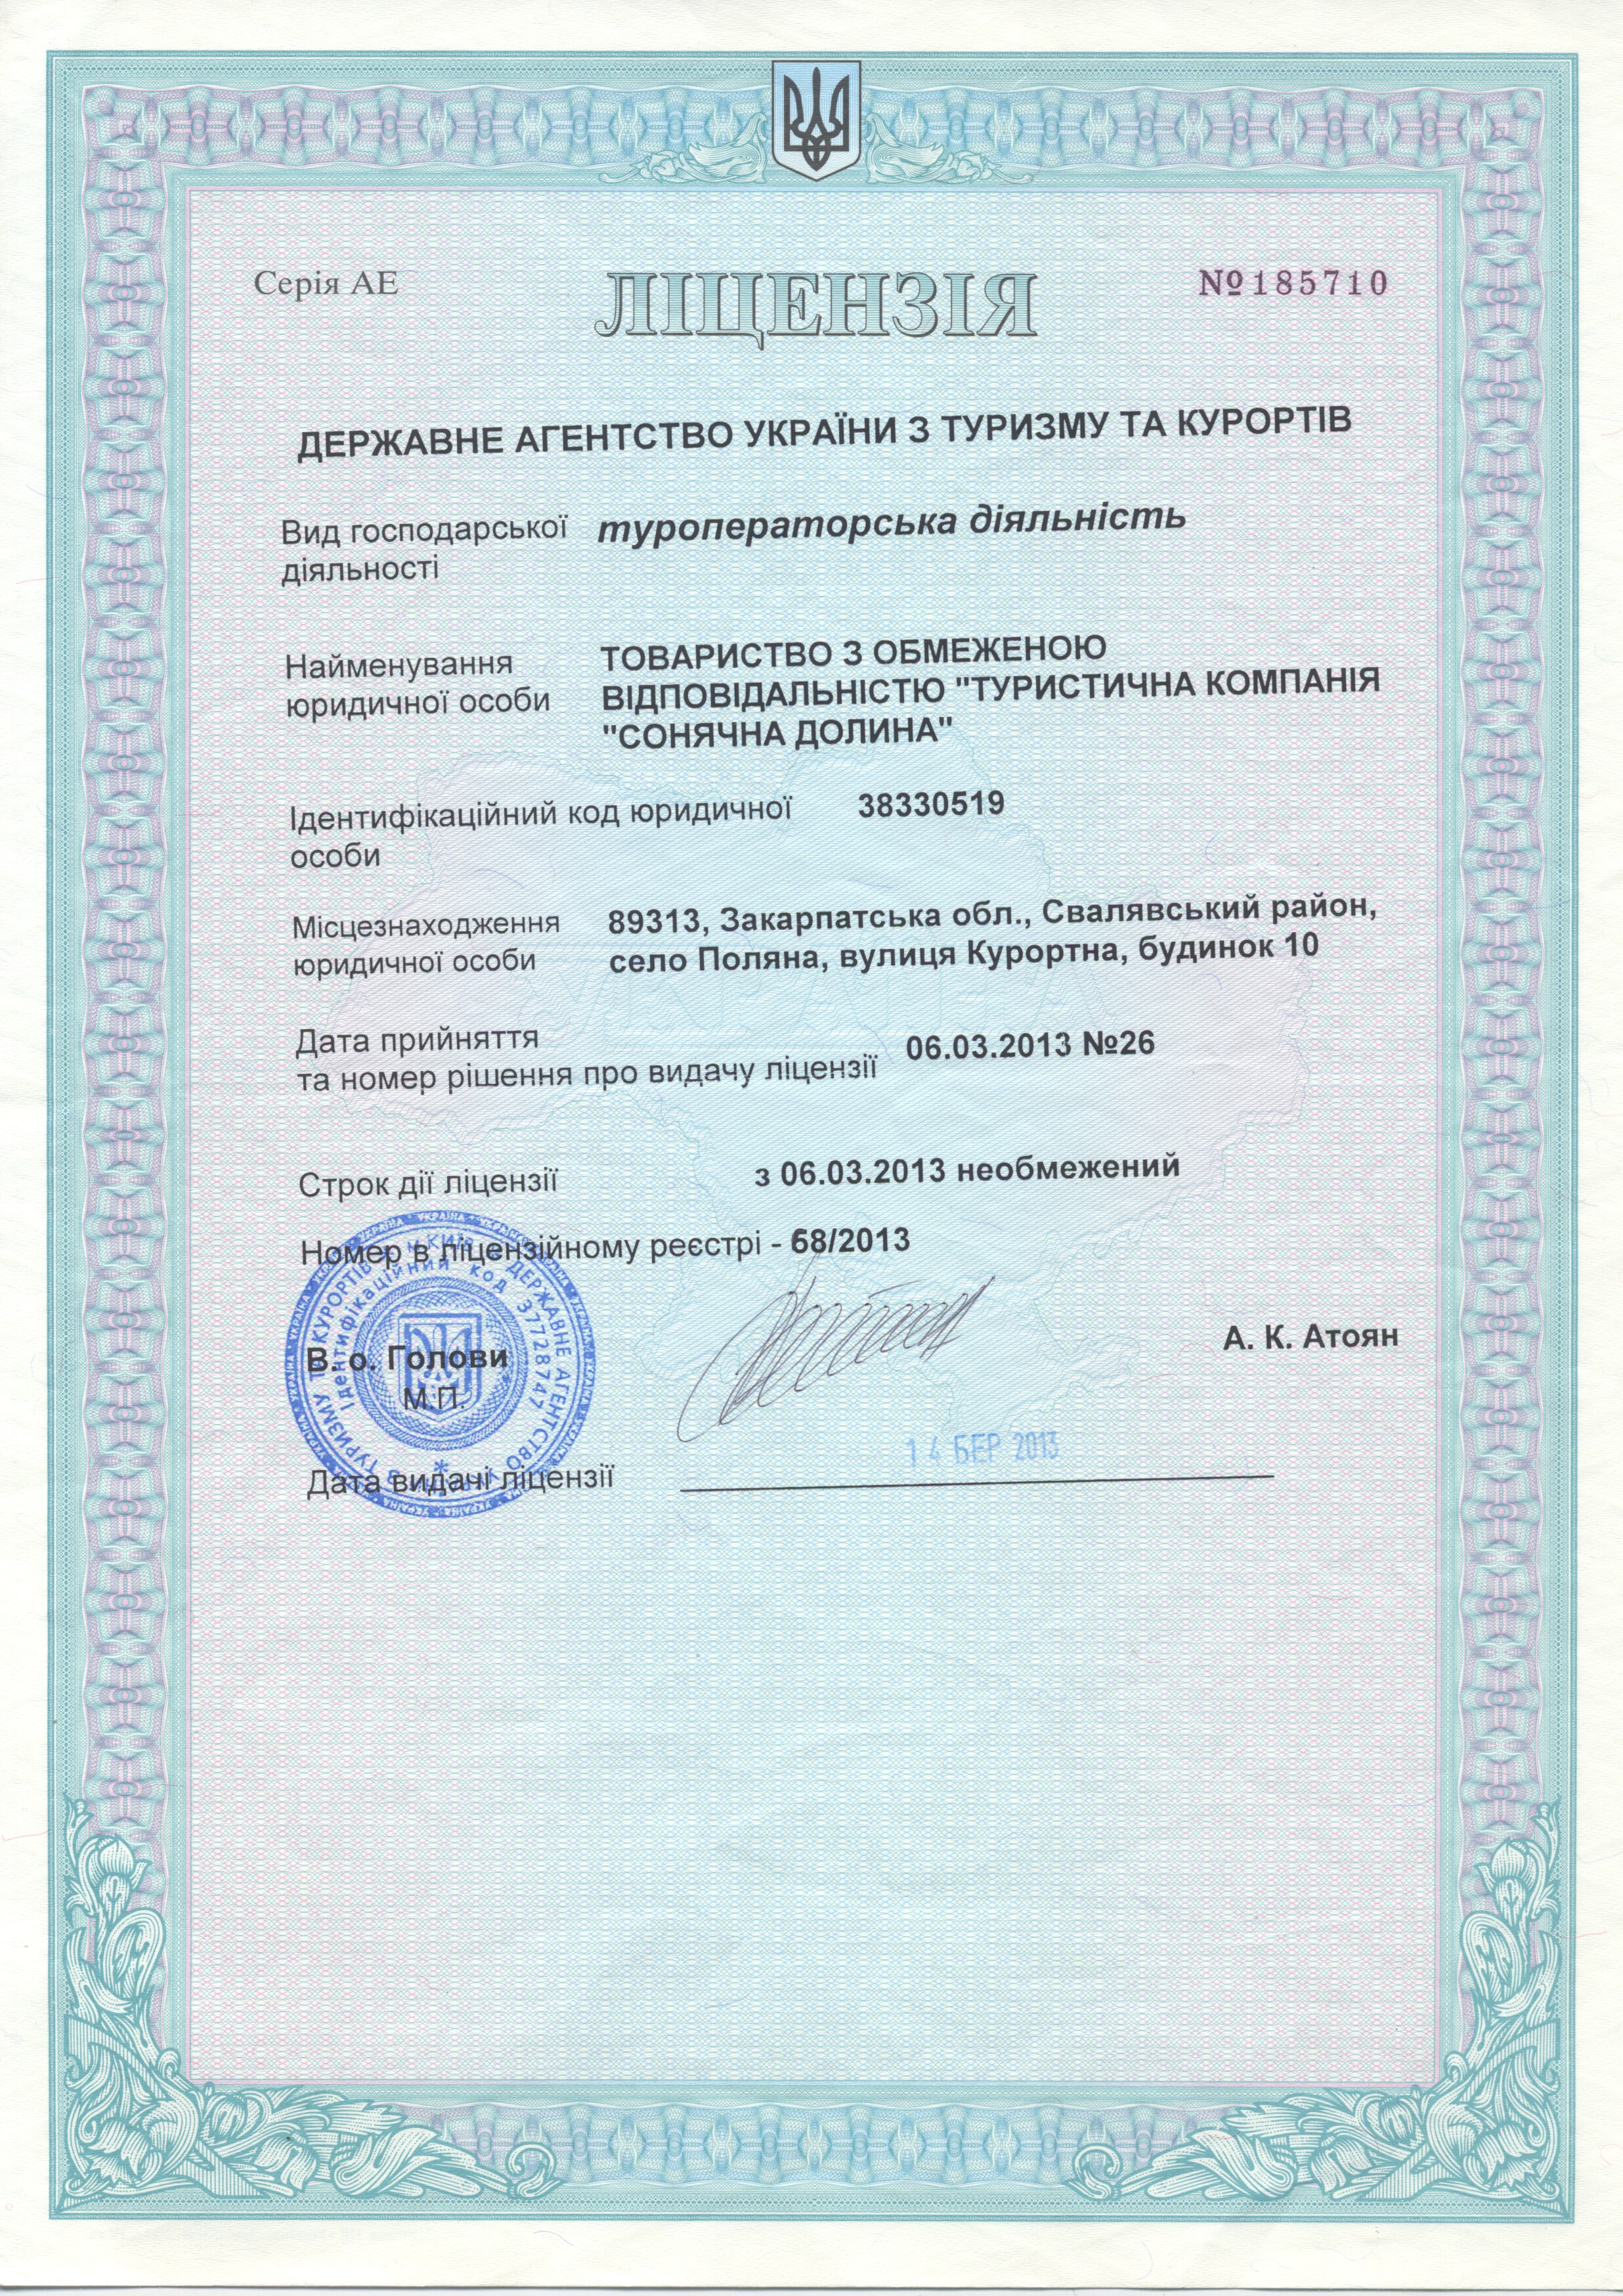 Серія АЕ
ЛІЦЕНЗІЯ
№185710
ДЕРЖАВНЕ АГЕНТСТВО УКРАЇНИ З ТУРИЗМУ ТА КУРОРТІВ
Вид господарської туроператорська діяльність
діяльності
Найменування ТОВАРИСТВО З ОБМЕЖЕНОЮ
юридичної особи ВІДПОВІДАЛЬНІСТЮ "ТУРИСТИЧНА КОМПАНІЯ
"СОНЯЧНА ДОЛИНА"
Ідентифікаційний код юридичної 38330519
особи
Місцезнаходження 89313, Закарпатська обл., Свалявський район,
юридичної особи село Поляна, вулиця Курортна, будинок 10
Дата прийняття
та номер рішення про видачу ліцензії 06.03.2013 №26
Строк дії ліцензії з 06.03.2013 необмежений
Номер в ліцензійному реєстрі - 68/2013
В. о. Голови А. К. Атоян
М.П.
14 БЕР 2013
Дата видачі ліцензії
ДЕРЖАВНЕ АГЕНТСТВО УКРАЇНИ З ТУРИЗМУ ТА КУРОРТІВ * м.КИЇВ
Ідентифікаційний код 37728747
УКРАЇНА